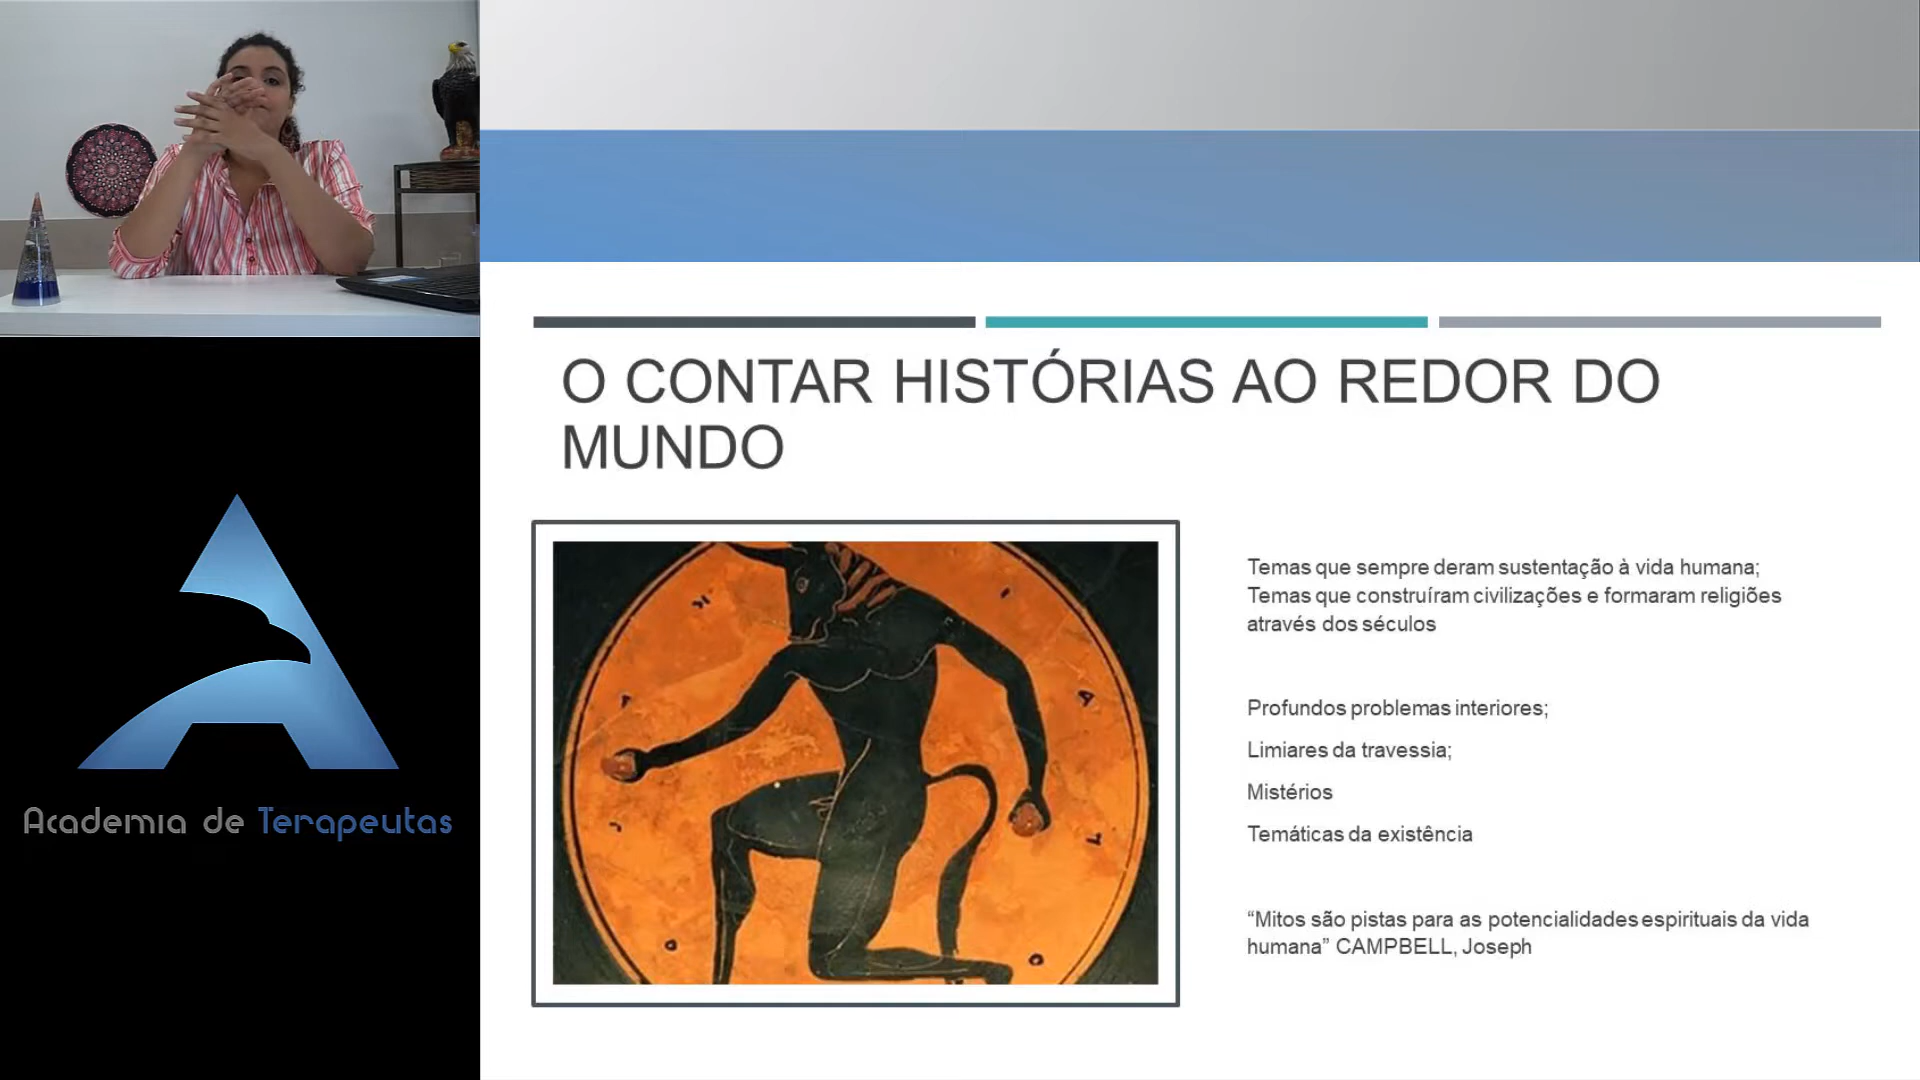 O CONTAR HISTÓRIAS AO REDOR DO
MUNDO
Temas que sempre deram sustentação à vida humana;
Temas que construíram civilizações e formaram religiões
através dos séculos
Profundos problemas interiores;
Limiares da travessia;
Mistérios
Temáticas da existência
“Mitos são pistas para as potencialidades espirituais da vida
humana” CAMPBELL, Joseph
Academia de Terapeutas